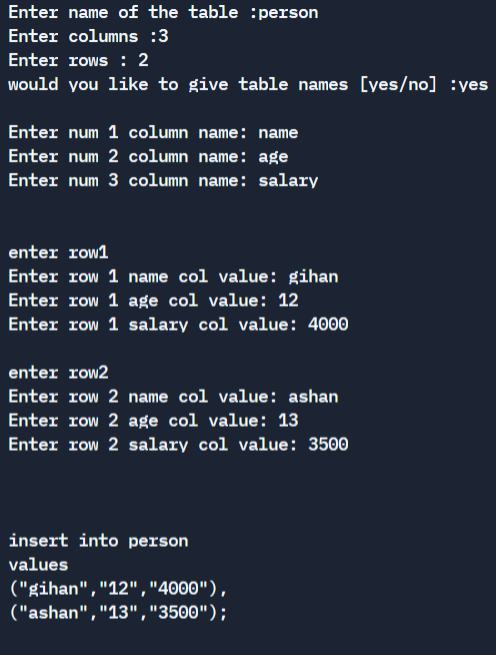 Enter name of the table :person
Enter columns :3
Enter rows : 2
would you like to give table names [yes/no] :yes
Enter num 1 column name: name
Enter num 2 column name: age
Enter num 3 column name: salary
enter row1
Enter row 1 name col value: gihan
Enter row 1 age col value: 12
Enter row 1 salary col value: 4000
enter row2
Enter row 2 name col value: ashan
Enter row 2 age col value: 13
Enter row 2 salary col value: 3500
insert into person
values
("gihan","12","4000"),
("ashan","13","3500");